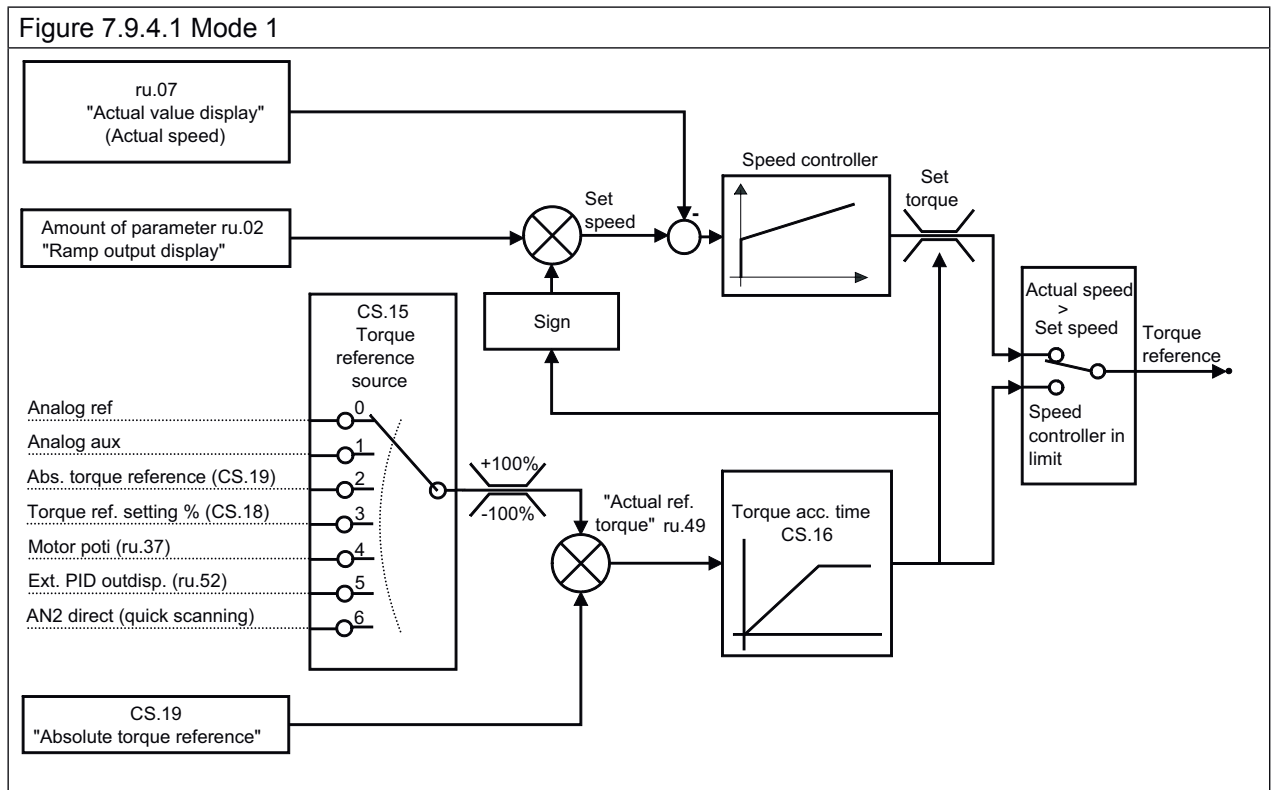 Figure 7.9.4.1 Mode 1
ru.07
"Actual value display"
(Actual speed)
Amount of parameter ru.02
"Ramp output display"
Set
speed
-
Speed controller
Set
torque
Sign
Actual speed
>
Set speed
Speed
controller in
limit
Torque
reference
CS.15
Torque
reference
source
Analog ref
0
Analog aux
1
Abs. torque reference (CS.19)
2
Torque ref. setting % (CS.18)
3
Motor poti (ru.37)
4
Ext. PID outdisp. (ru.52)
5
AN2 direct (quick scanning)
6
+100%
-100%
"Actual ref.
torque" ru.49
Torque acc. time
CS.16
CS.19
"Absolute torque reference"